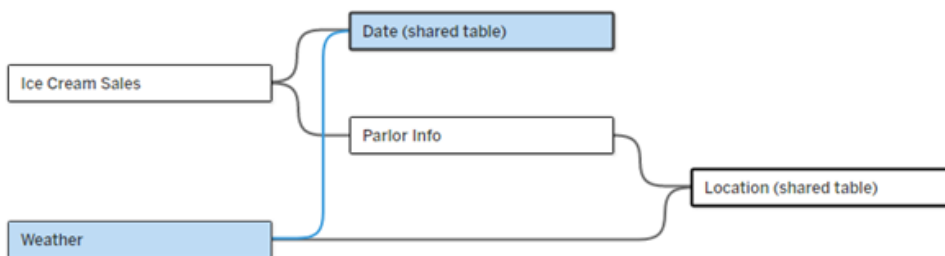 Date (shared table)
Ice Cream Sales
Parlor Info
Location (shared table)
Weather